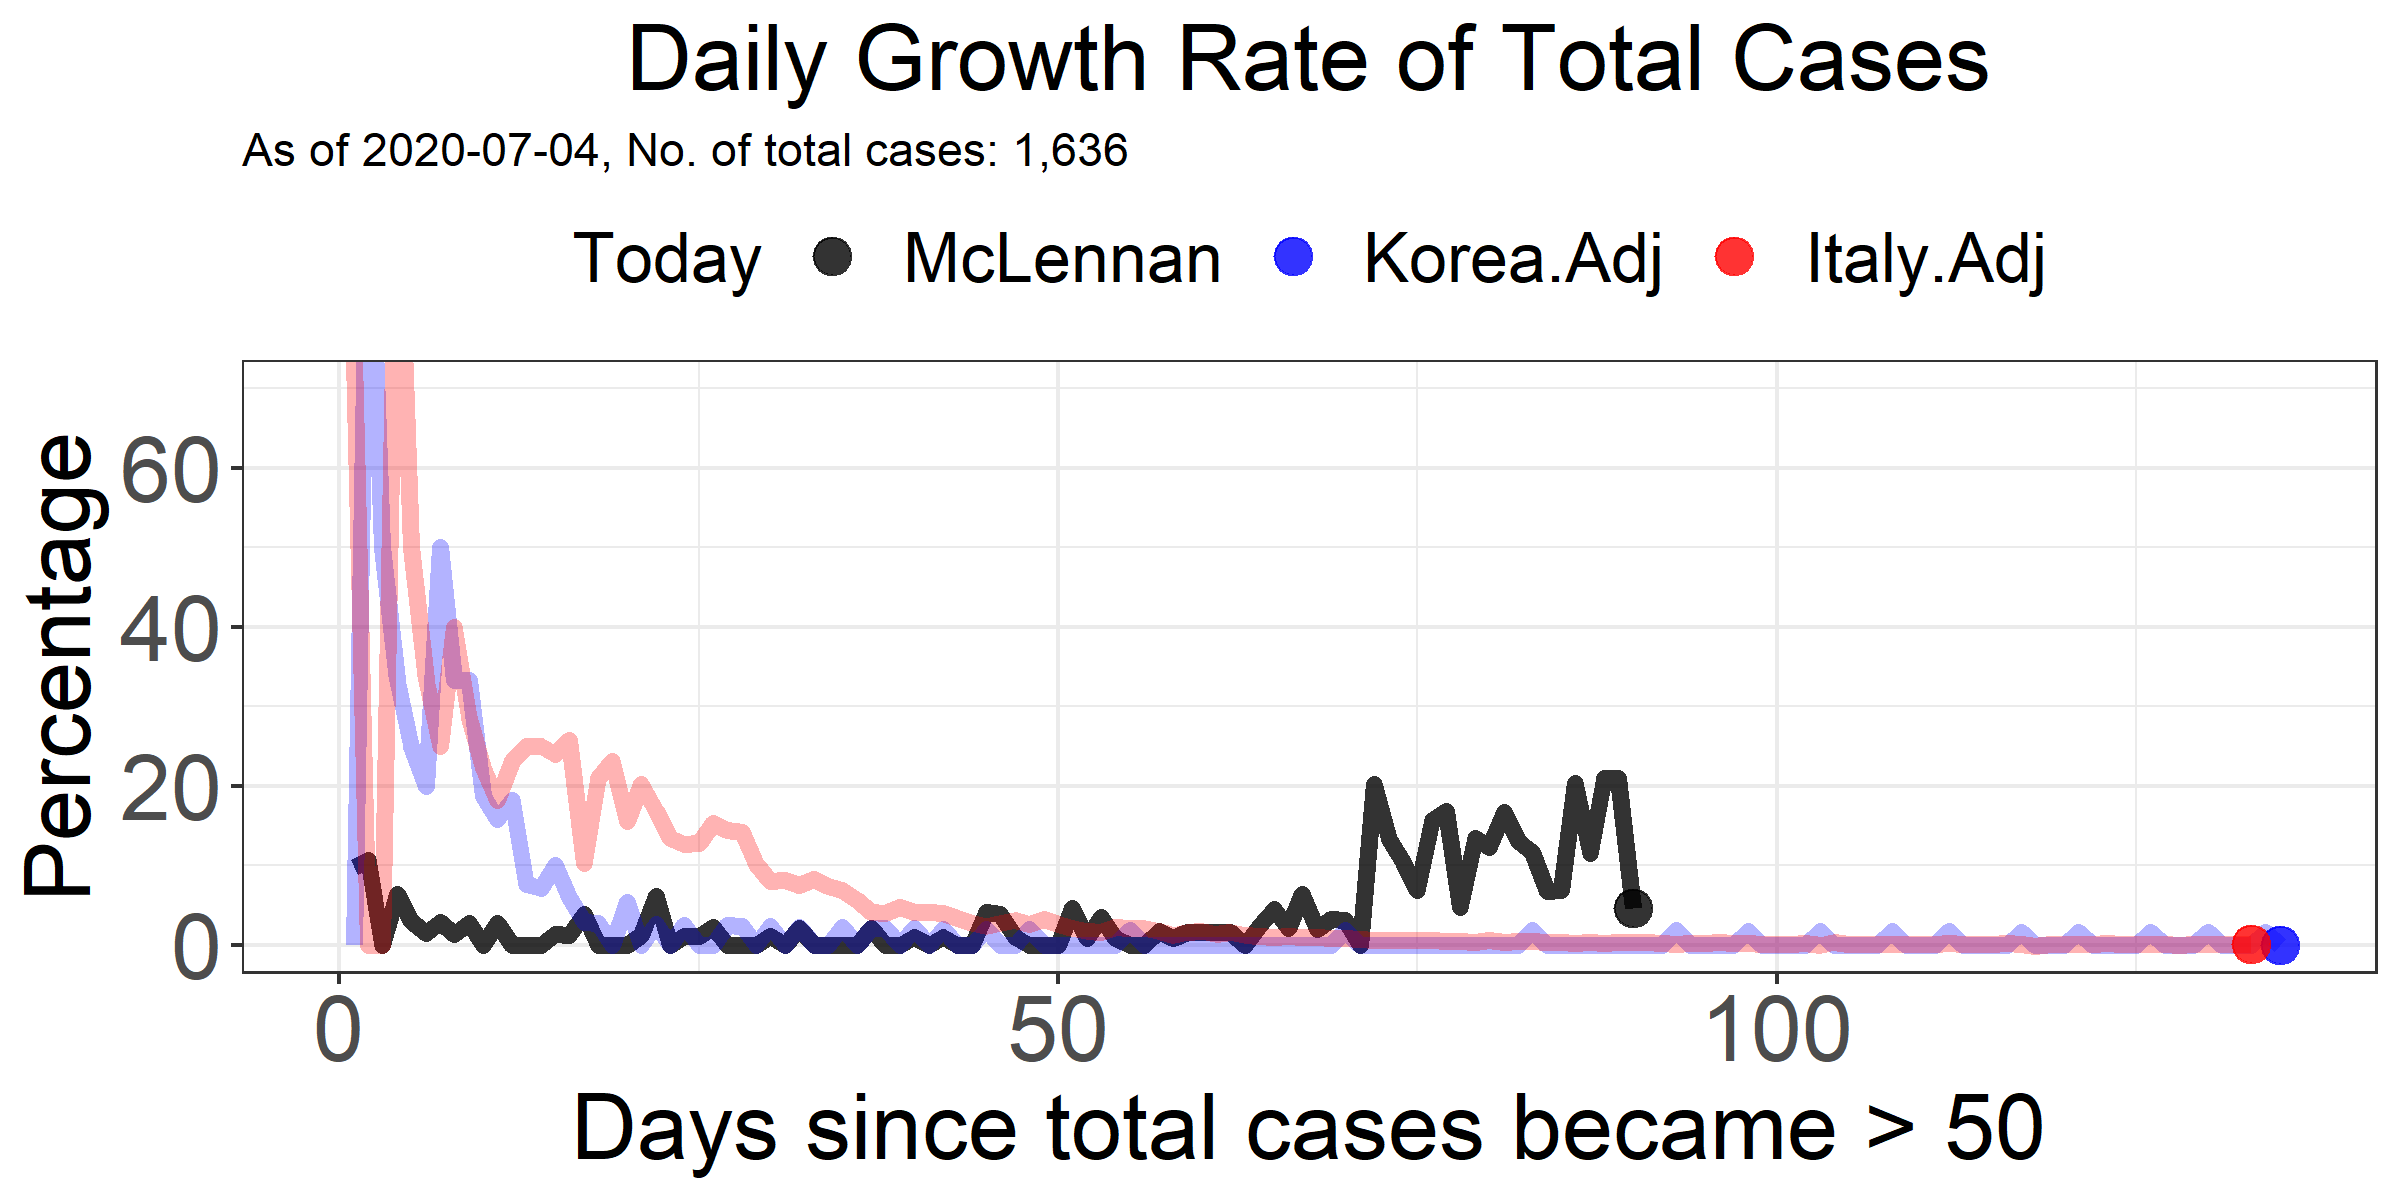 Daily Growth Rate of Total Cases
As of 2020-07-04, No. of total cases: 1,636
Today McLennan Korea.Adj Italy.Adj
Percentage
60
40
20
0
0 50 100
Days since total cases became > 50